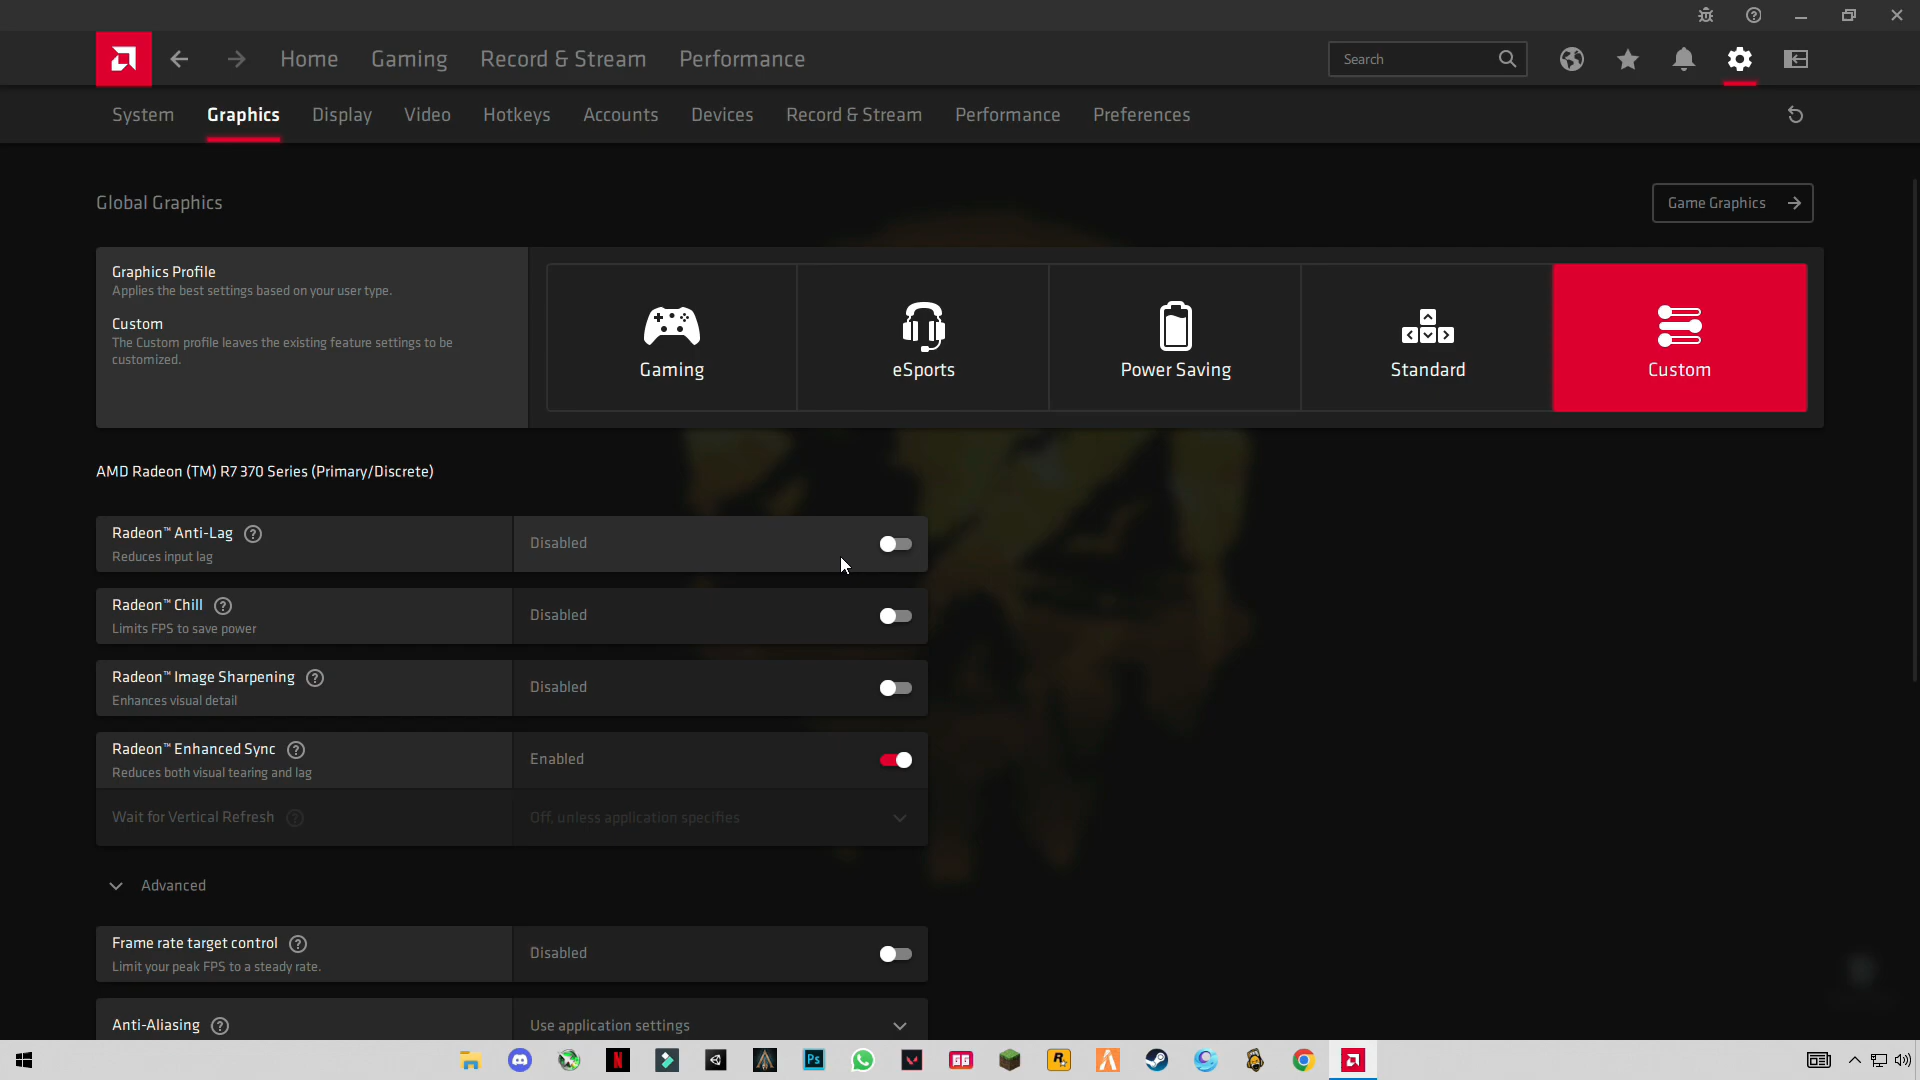 Home
Gaming
Record & Stream
Performance
Search
System
Graphics
Display
Video
Hotkeys
Accounts
Devices
Record & Stream
Performance
Preferences
Global Graphics
Game Graphics
Graphics Profile
Applies the best settings based on your user type.
Custom
The Custom profile leaves the existing feature settings to be
customized.
Gaming
eSports
Power Saving
Standard
Custom
AMD Radeon (TM) R7 370 Series (Primary/Discrete)
Radeon™ Anti-Lag
Reduces input lag
Disabled
Radeon™ Chill
Limits FPS to save power
Disabled
Radeon™ Image Sharpening
Enhances visual detail
Disabled
Radeon™ Enhanced Sync
Reduces both visual tearing and lag
Enabled
Wait for Vertical Refresh
Off, unless application specifies
Advanced
Frame rate target control
Limit your peak FPS to a steady rate.
Disabled
Anti-Aliasing
Use application settings
N
Ps
GG
R